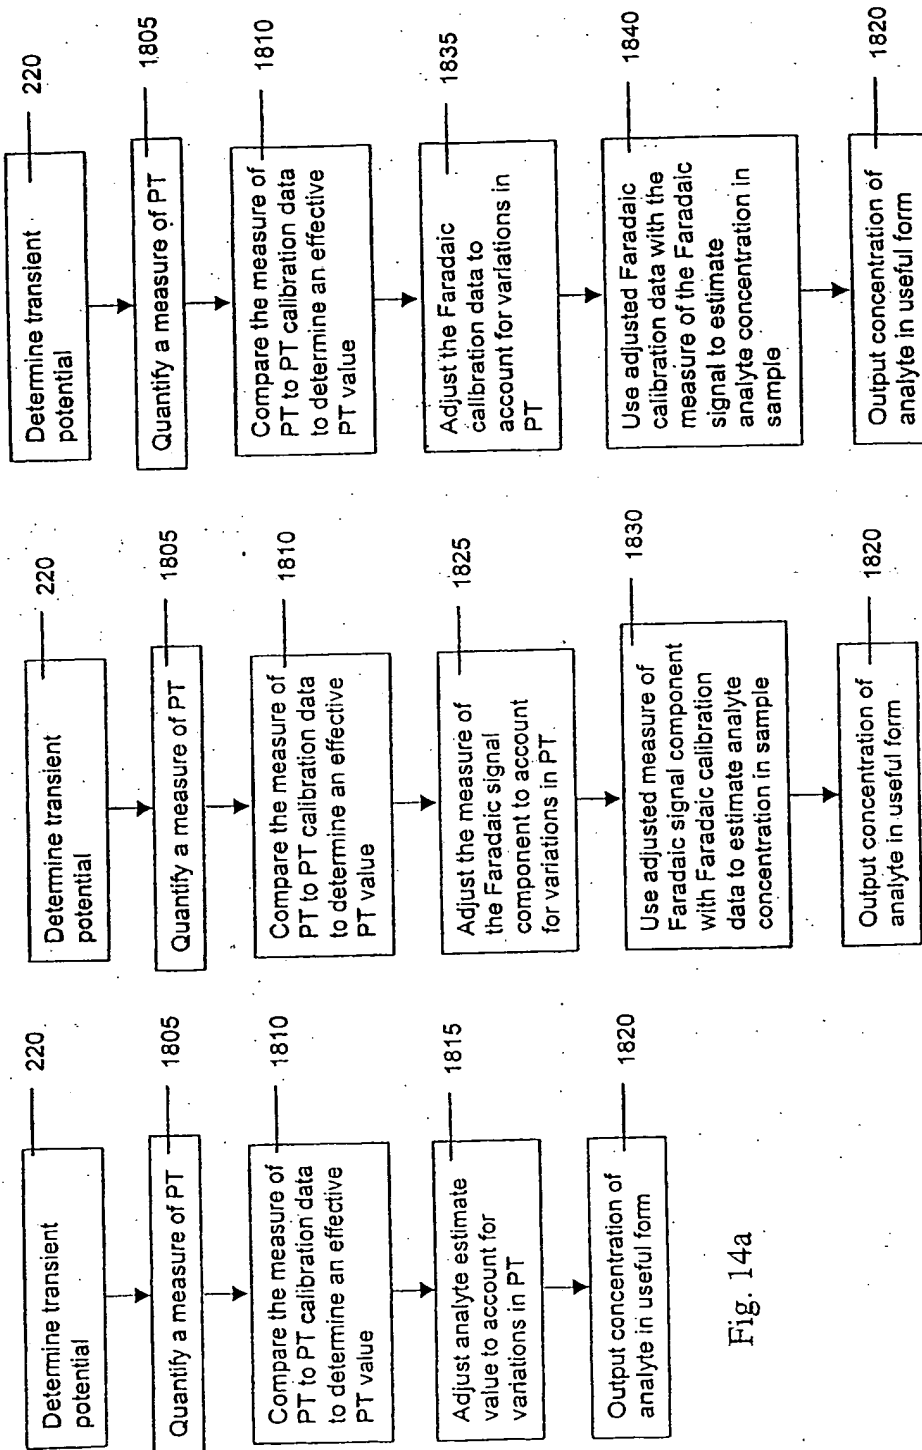 220
Determine transient
potential
1805
Quantify a measure of PT
1810
Compare the measure of
PT to PT calibration data
to determine an effective
PT value
1815
Adjust analyte estimate
value to account for
variations in PT
1820
Output concentration of
analyte in useful form
Fig. 14a
220
Determine transient
potential
1805
Quantify a measure of PT
1810
Compare the measure of
PT to PT calibration data
to determine an effective
PT value
1825
Adjust the measure of
the Faradaic signal
component to account
for variations in PT
1830
Use adjusted measure of
Faradaic signal component
with Faradaic calibration
data to estimate analyte
concentration in sample
1820
Output concentration of
analyte in useful form
220
Determine transient
potential
1805
Quantify a measure of PT
1810
Compare the measure of
PT to PT calibration data
to determine an effective
PT value
1835
Adjust the Faradaic
calibration data to
account for variations in
PT
1840
Use adjusted Faradaic
calibration data with the
measure of the Faradaic
signal to estimate
analyte concentration in
sample
1820
Output concentration of
analyte in useful form